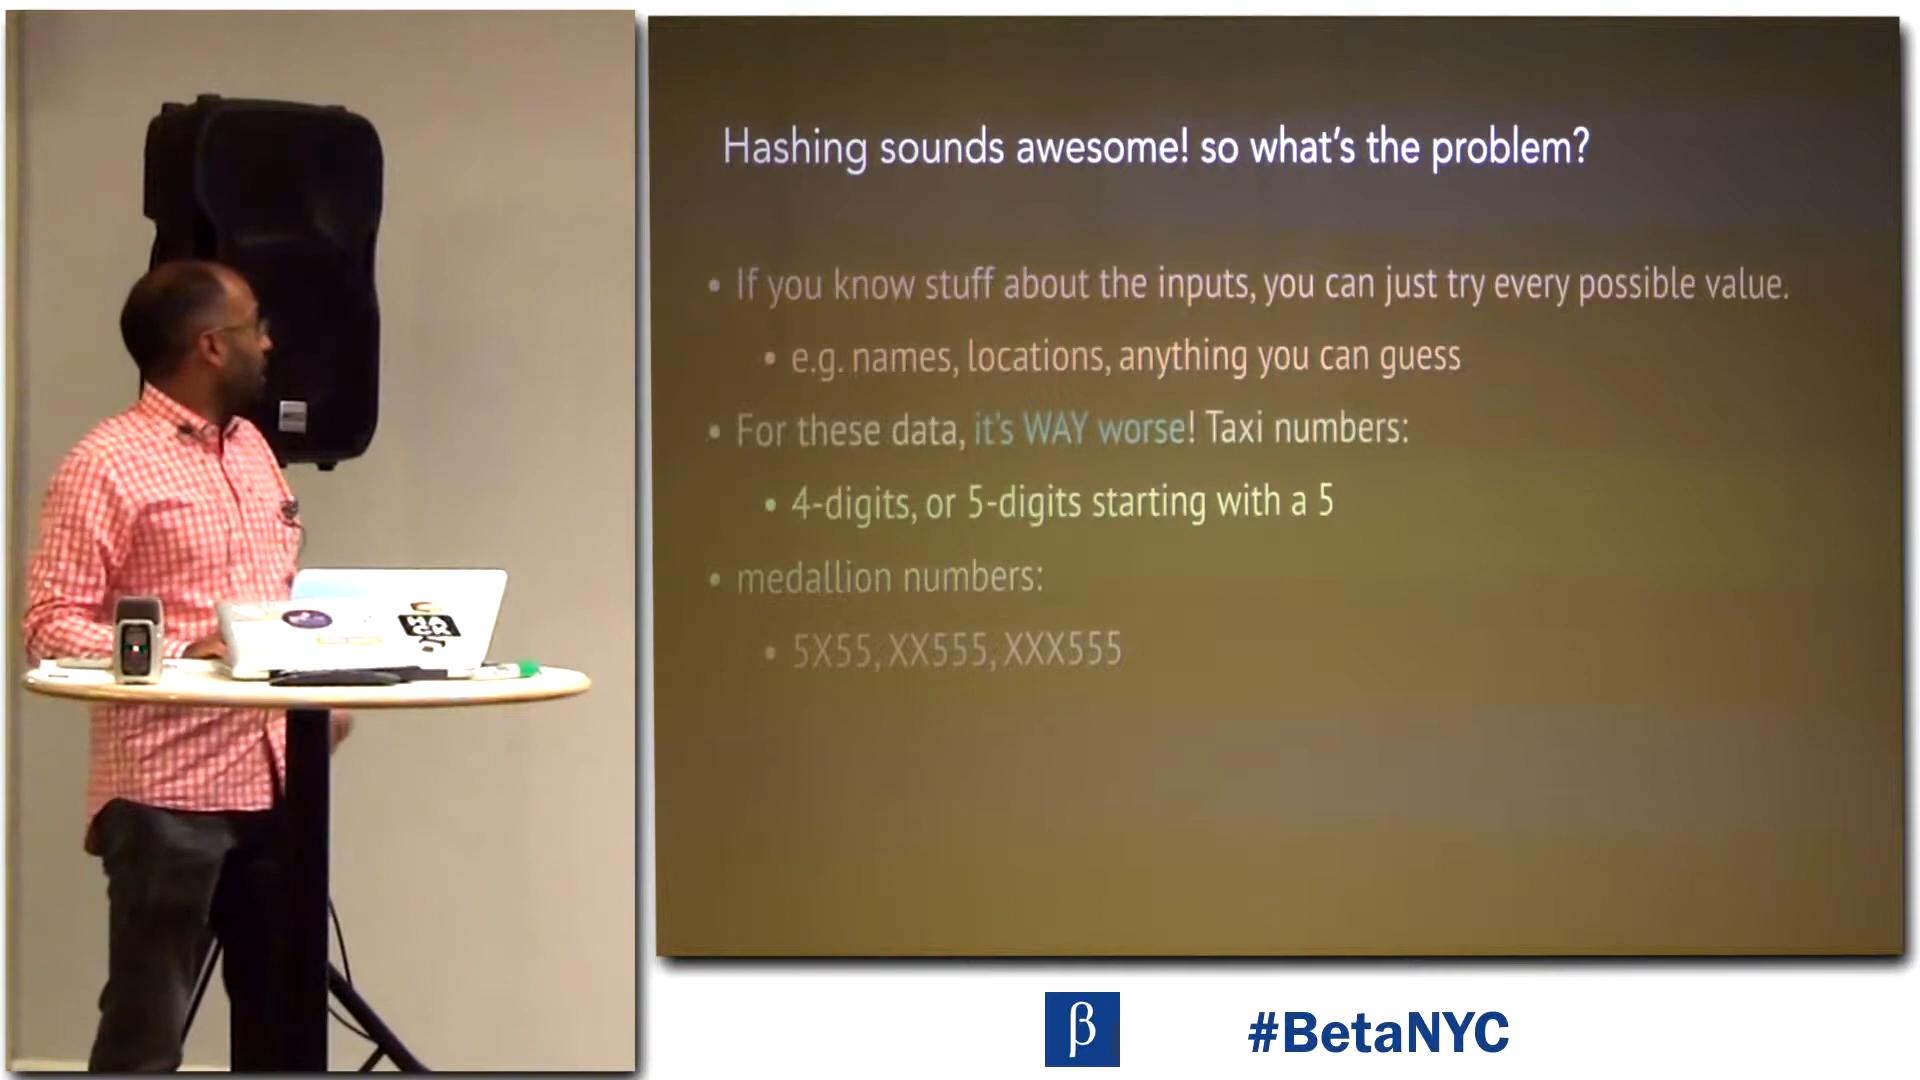 Hashing sounds awesome! so what's the problem?
• If you know stuff about the inputs, you can just try every possible value.
• e.g. names, locations, anything you can guess
• For these data, it's WAY worse! Taxi numbers:
• 4-digits, or 5-digits starting with a 5
• medallion numbers:
• 5X55, XX555, XXX555
HA
CK
β
#BetaNYC